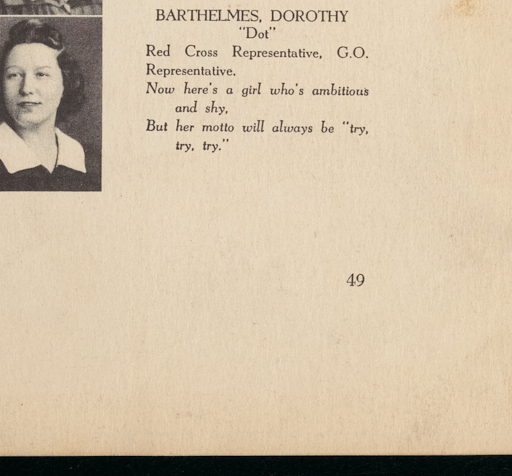 BARTHELMES, DOROTHY
"Dot"
Red Cross Representative, G.O.
Representative.
Now here's a girl who's ambitious
and shy,
But her motto will always be "try,
try, try."
49